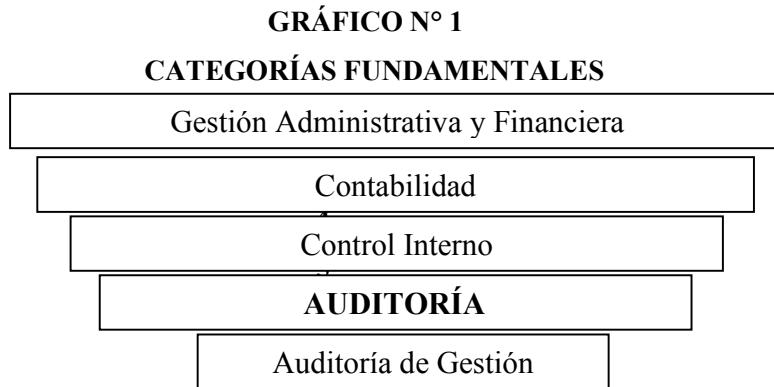 GRÁFICO N° 1
CATEGORÍAS FUNDAMENTALES
Gestión Administrativa y Financiera
Contabilidad
Control Interno
AUDITORÍA
Auditoría de Gestión